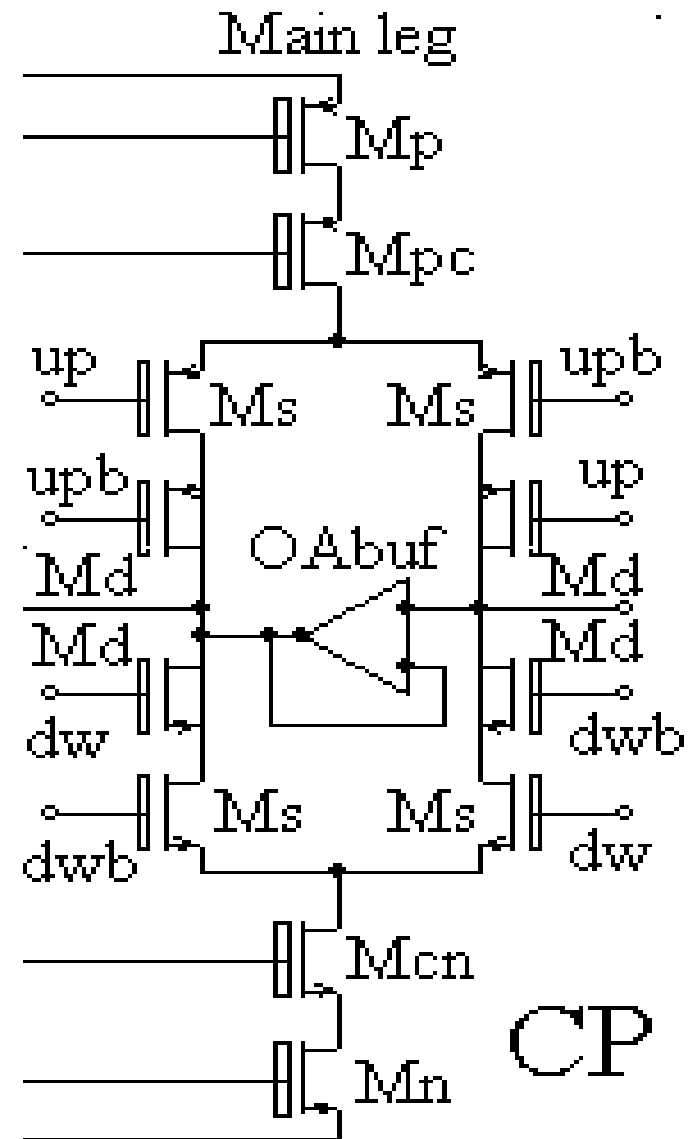 Main leg
Mp
Mpc
up Ms Ms upb
upb up
OAbuf
Md Md
Md Md
dw dwb
Ms Ms
dwb dw
Mcn
Mn
CP